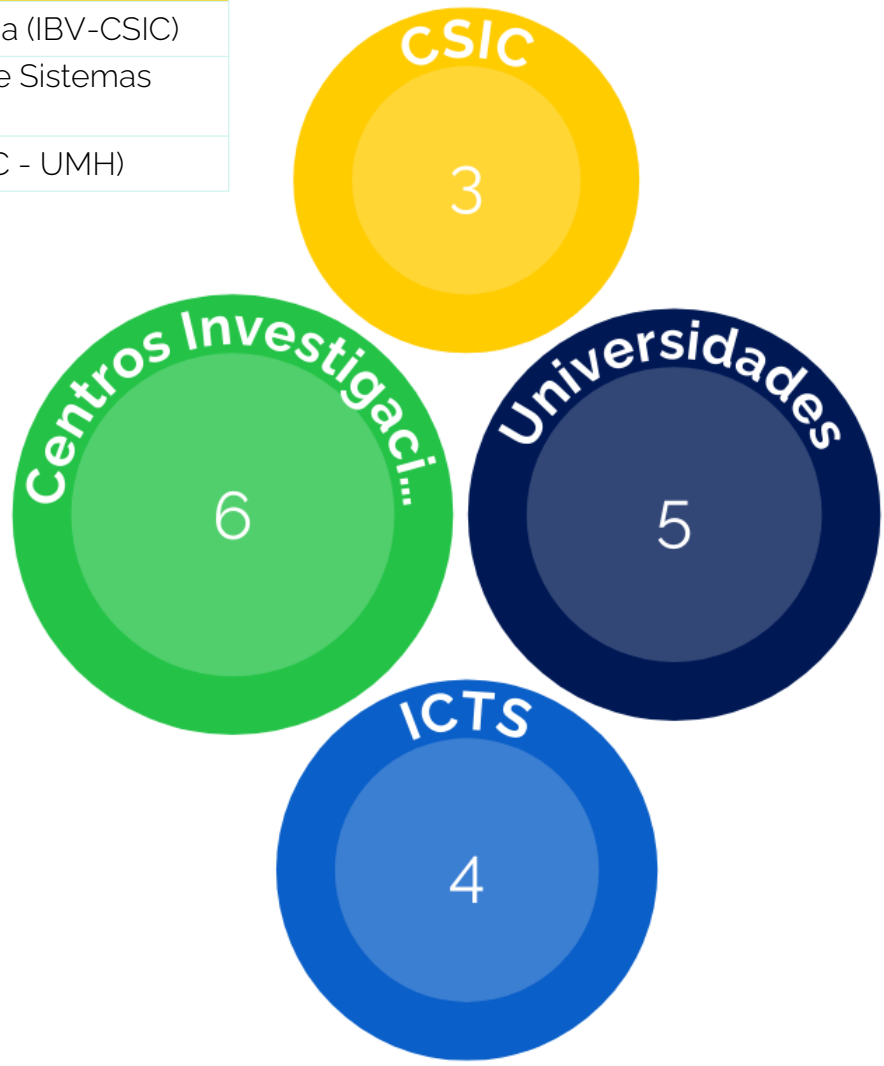 a (IBV-CSIC)
e Sistemas
C - UMH)
CSIC
3
Centros Investigaci...
6
Universidades
5
ICTS
4